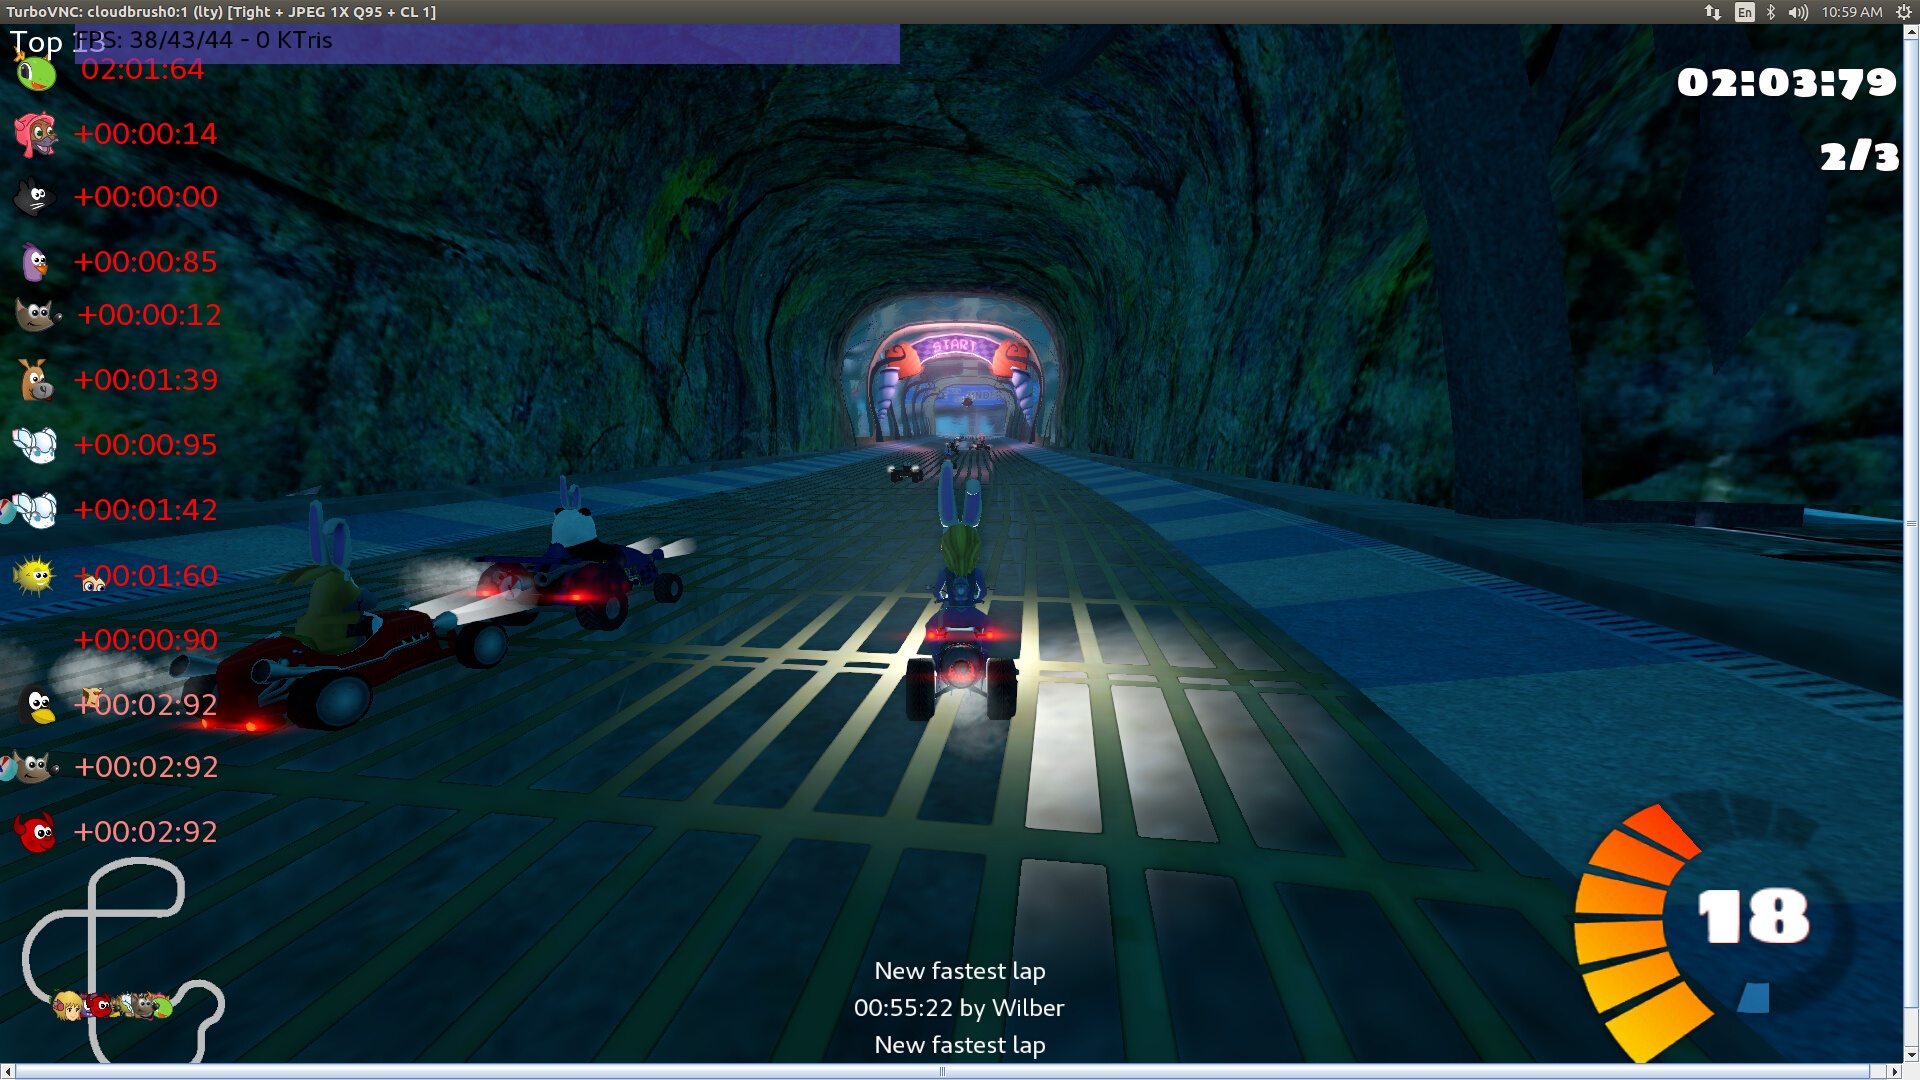 TurboVNC: cloudbrush0:1 (lty) [Tight + JPEG 1X Q95 + CL 1]
En
10:59 AM
Top 13
FPS: 38/43/44 - 0 KTris
02:01:64
02:03:79
+00:00:14
2/3
+00:00:00
+00:00:85
+00:00:12
START
+00:01:39
+00:00:95
+00:01:42
+00:01:60
+00:00:90
+00:02:92
+00:02:92
+00:02:92
18
New fastest lap
00:55:22 by Wilber
New fastest lap